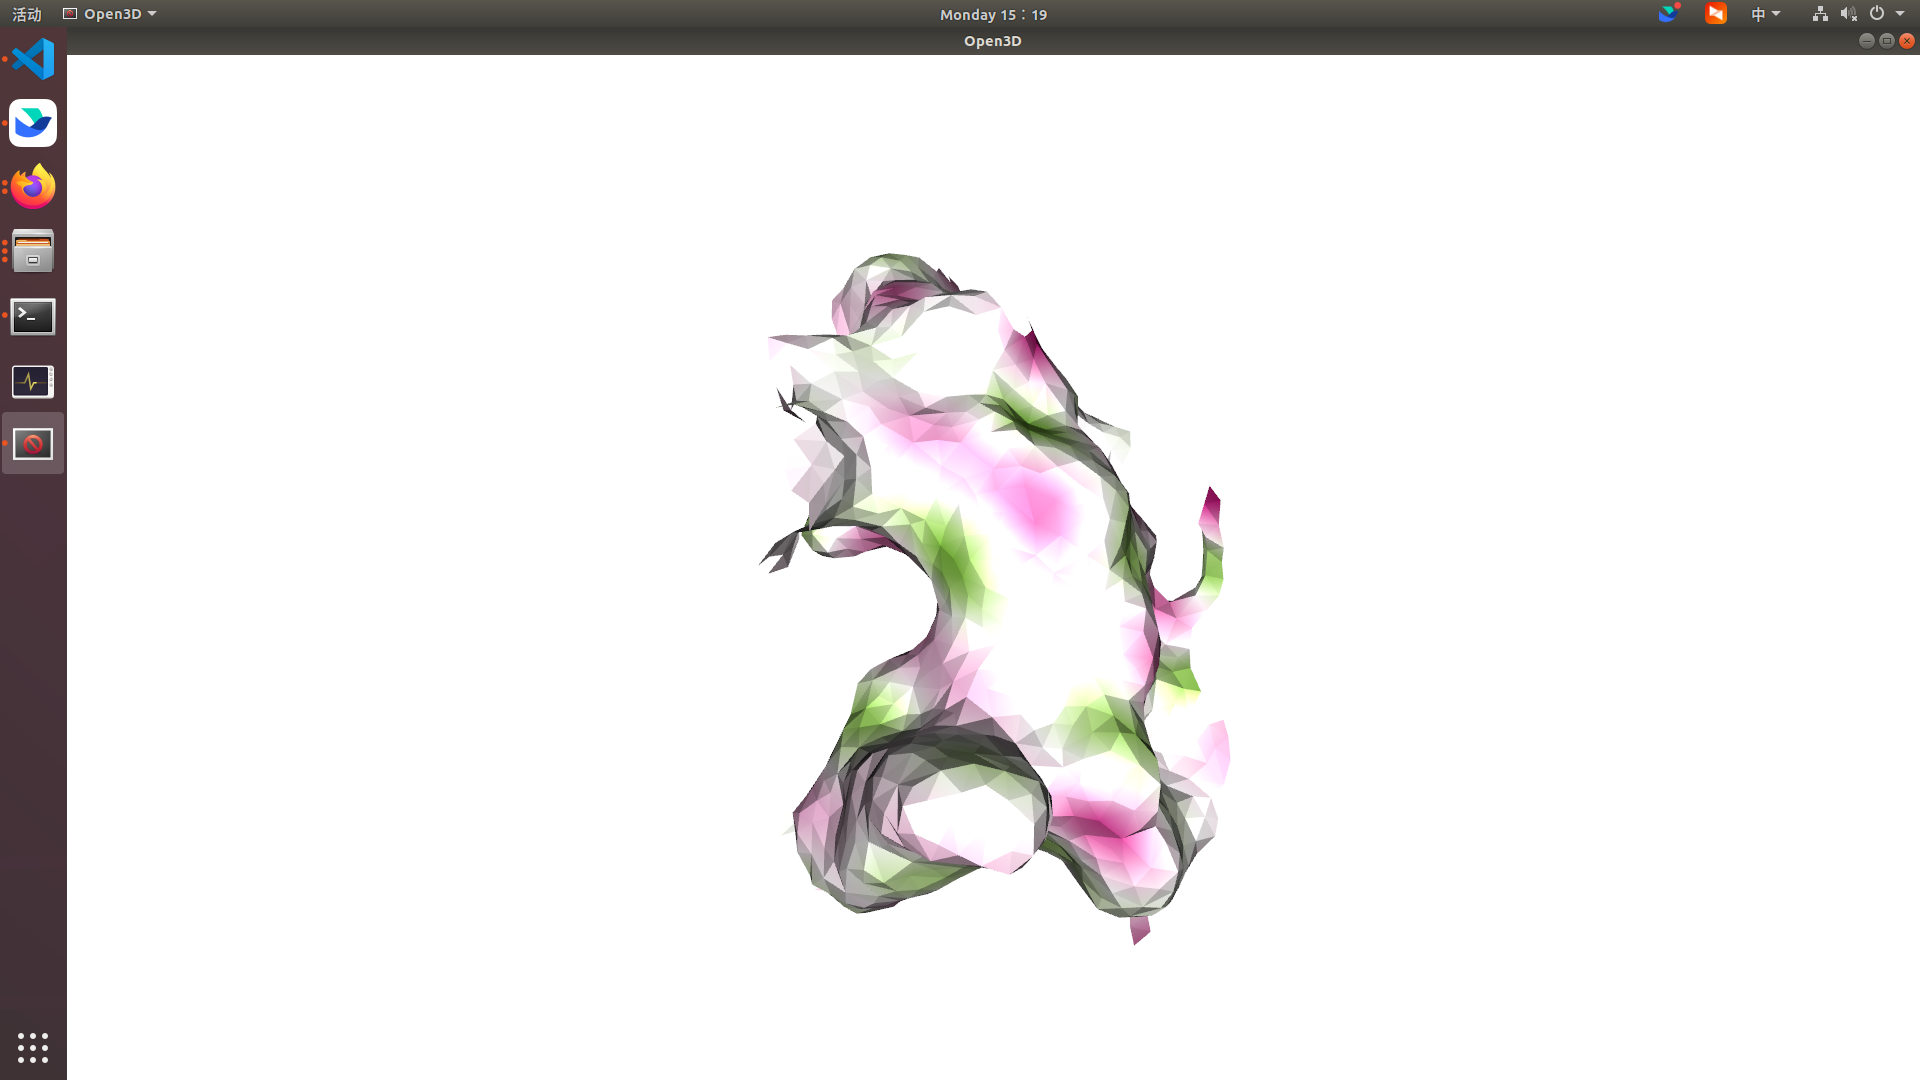 活动 Open3D Monday 15：19 中
Open3D
>_